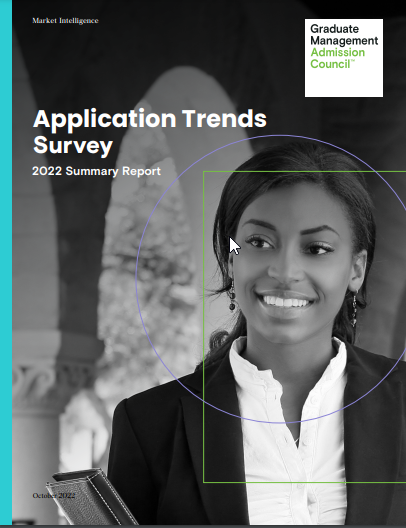 Market Intelligence
Graduate
Management
Admission
Council™
Application Trends
Survey
2022 Summary Report
October 2022